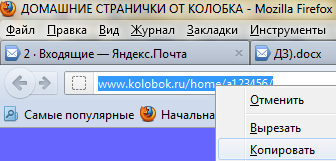 ДОМАШНИЕ СТРАНИЧКИ ОТ КОЛОБКА - Mozilla Firefox
Файл Правка Вид Журнал Закладки Инструменты
2 · Входящие — Яндекс.Почта ДЗ).docx
www.kolobok.ru/home/a123456/
Отменить
Самые популярные Начальна
Вырезать
Копировать